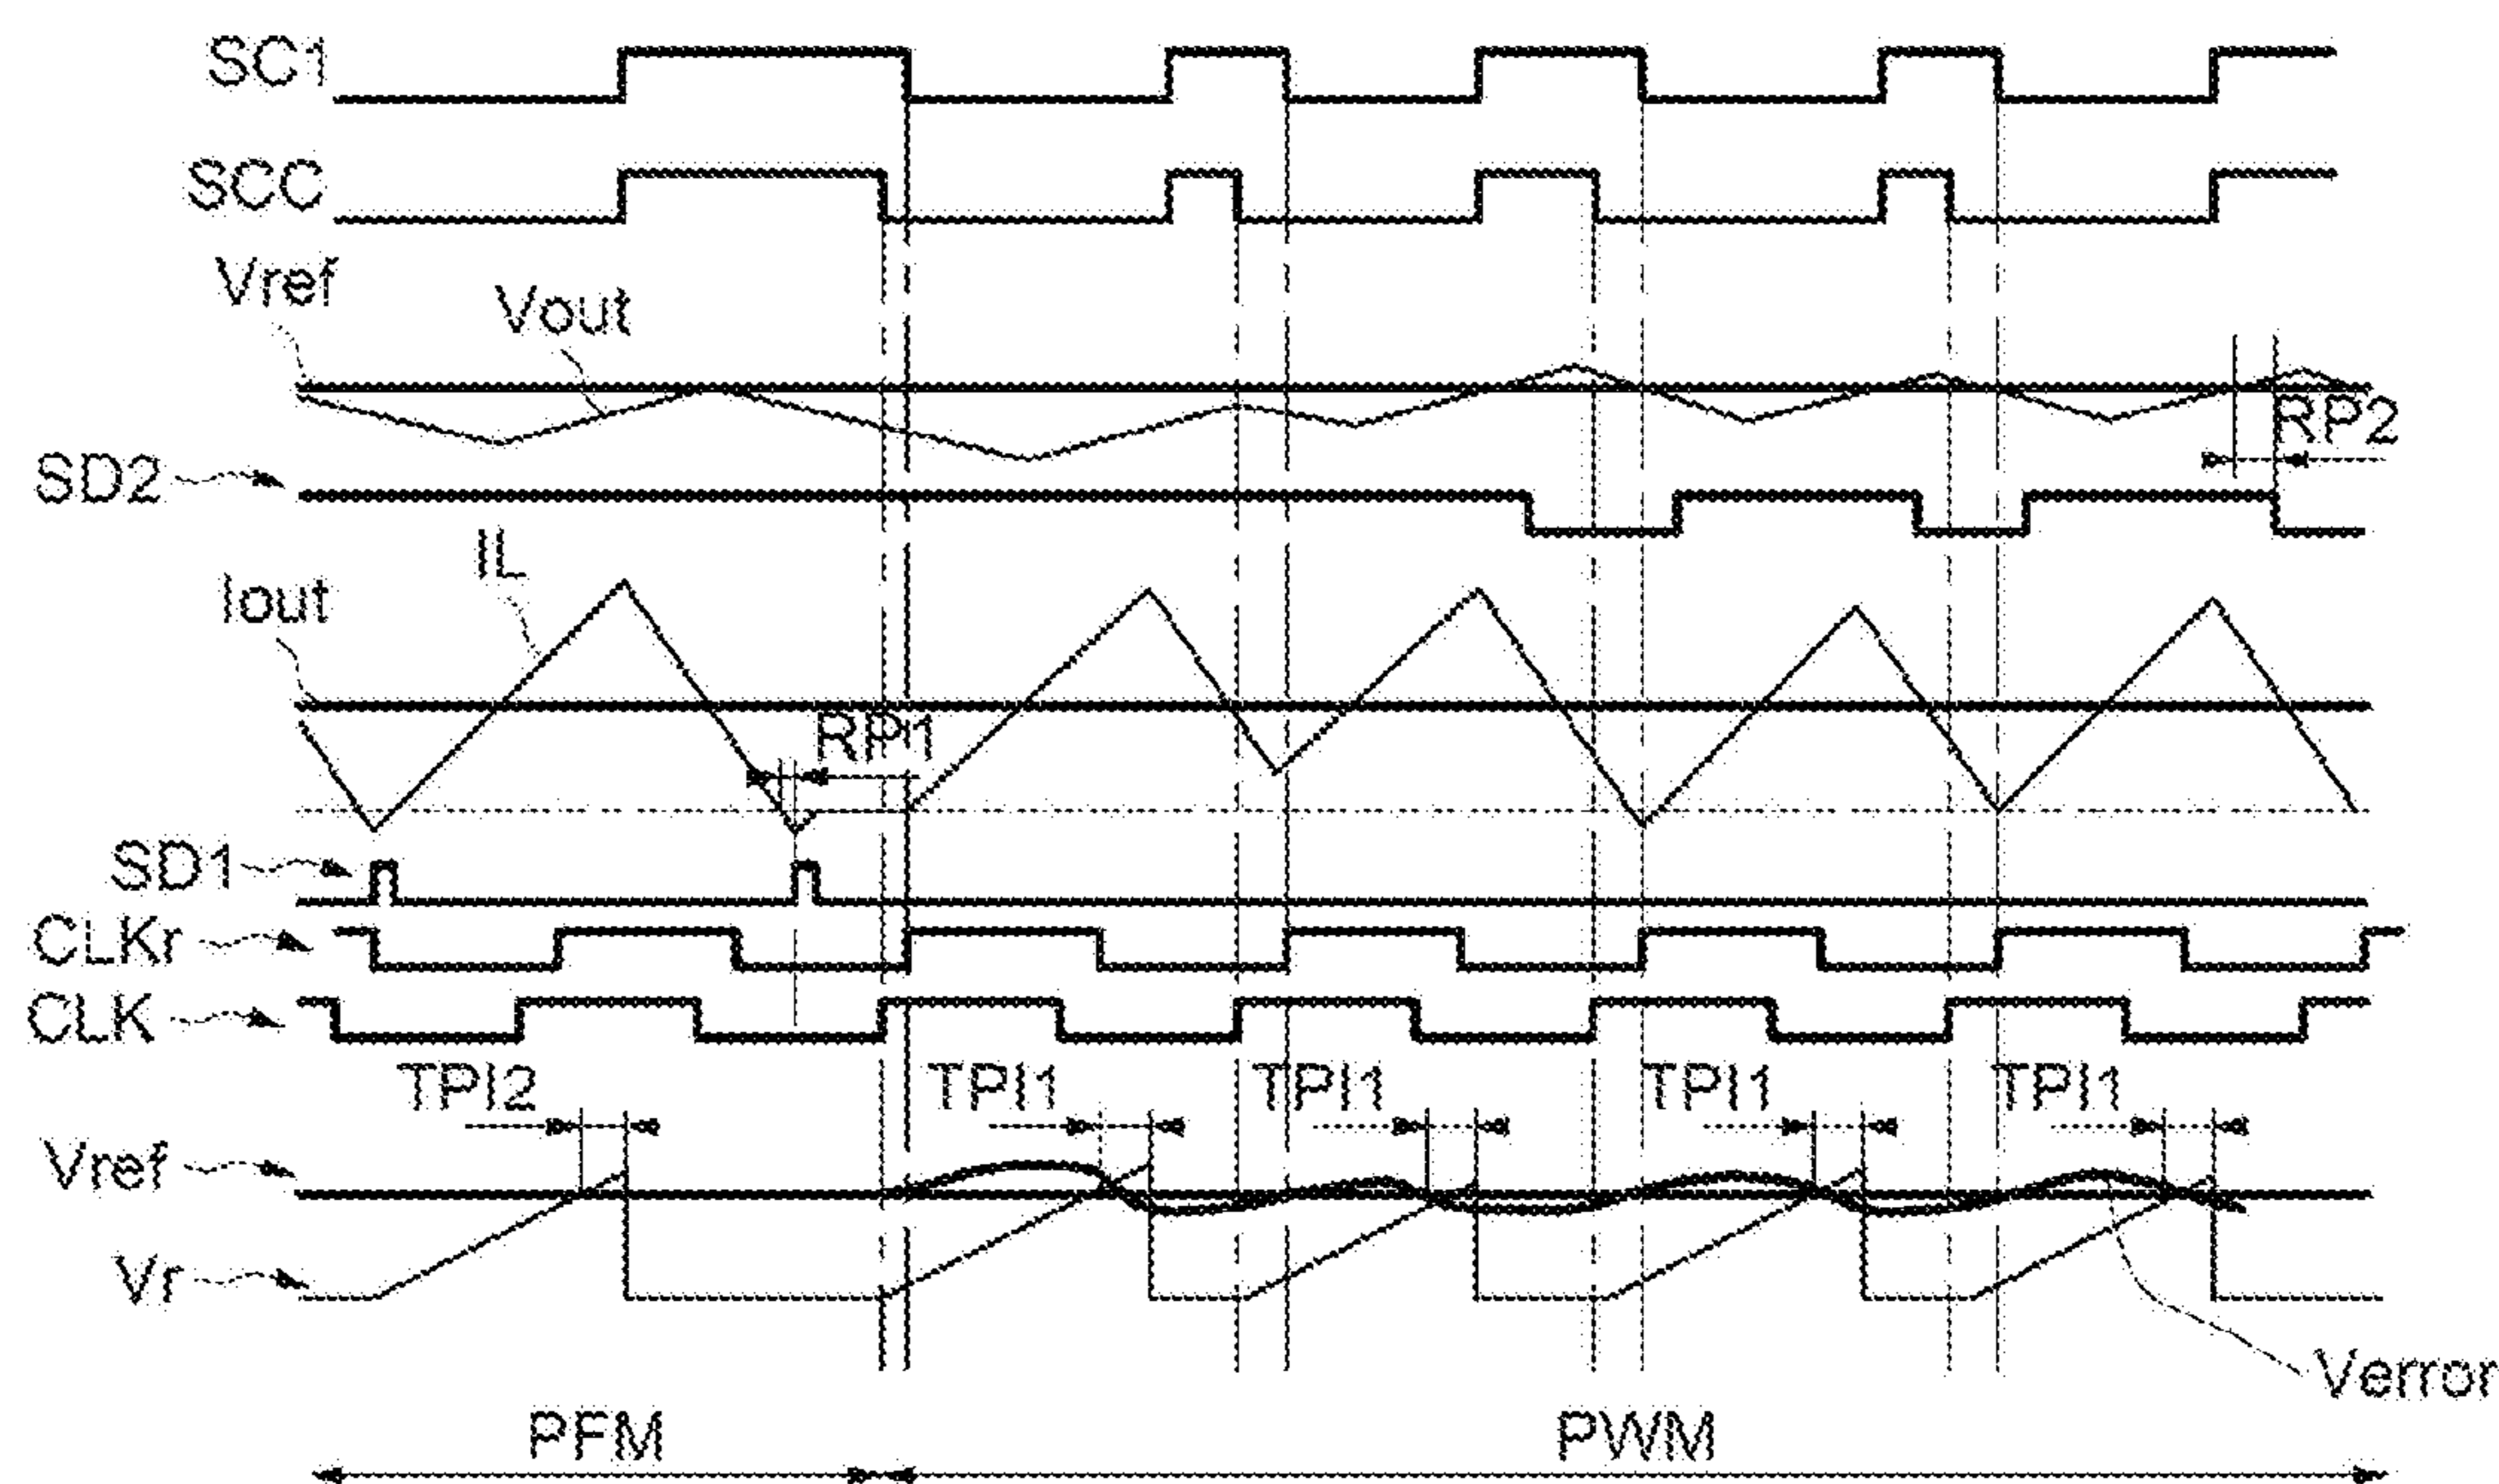 SC1
SCC
Vref
Vout
RP2
SD2
IL
Iout
RP1
SD1
CLKr
CLK
TPI2 TPI1 TPI1 TPI1 TPI1
Vref
Vr
Verror
PFM PWM